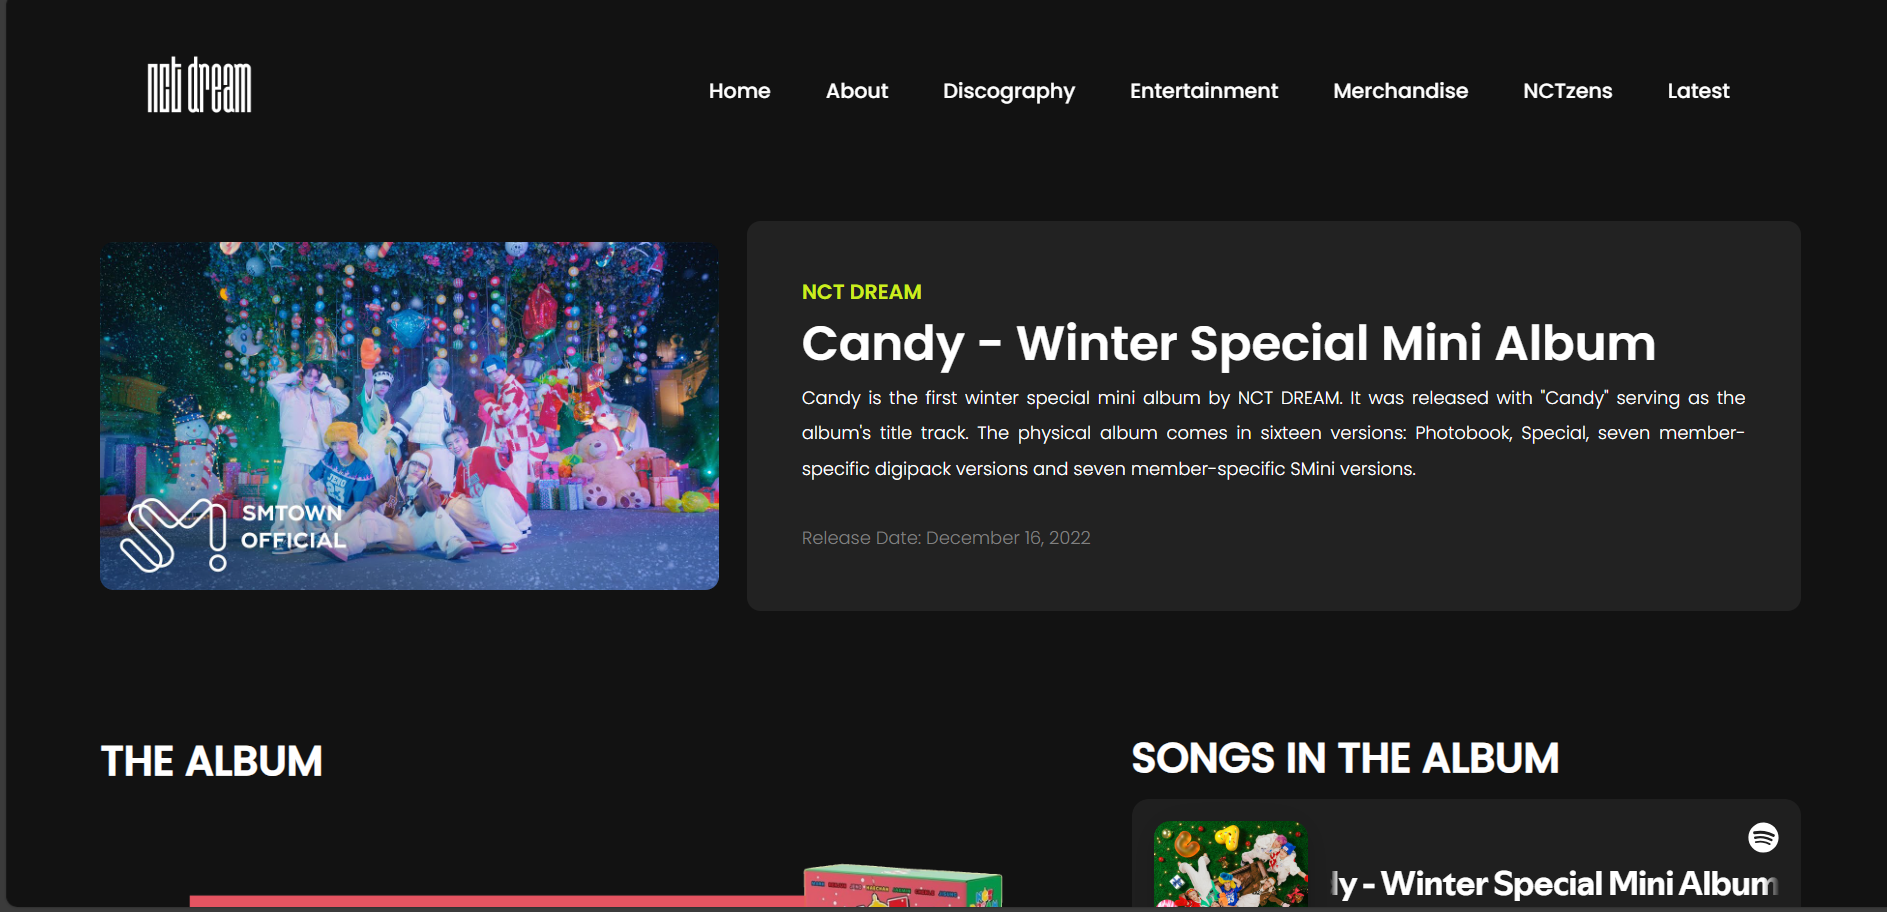 nct dream
Home About Discography Entertainment Merchandise NCTzens Latest
SMTOWN
OFFICIAL
JENO
23
NCT DREAM
Candy - Winter Special Mini Album
Candy is the first winter special mini album by NCT DREAM. It was released with "Candy" serving as the
album's title track. The physical album comes in sixteen versions: Photobook, Special, seven member-
specific digipack versions and seven member-specific SMini versions.
Release Date: December 16, 2022
THE ALBUM
SONGS IN THE ALBUM
dy - Winter Special Mini Album